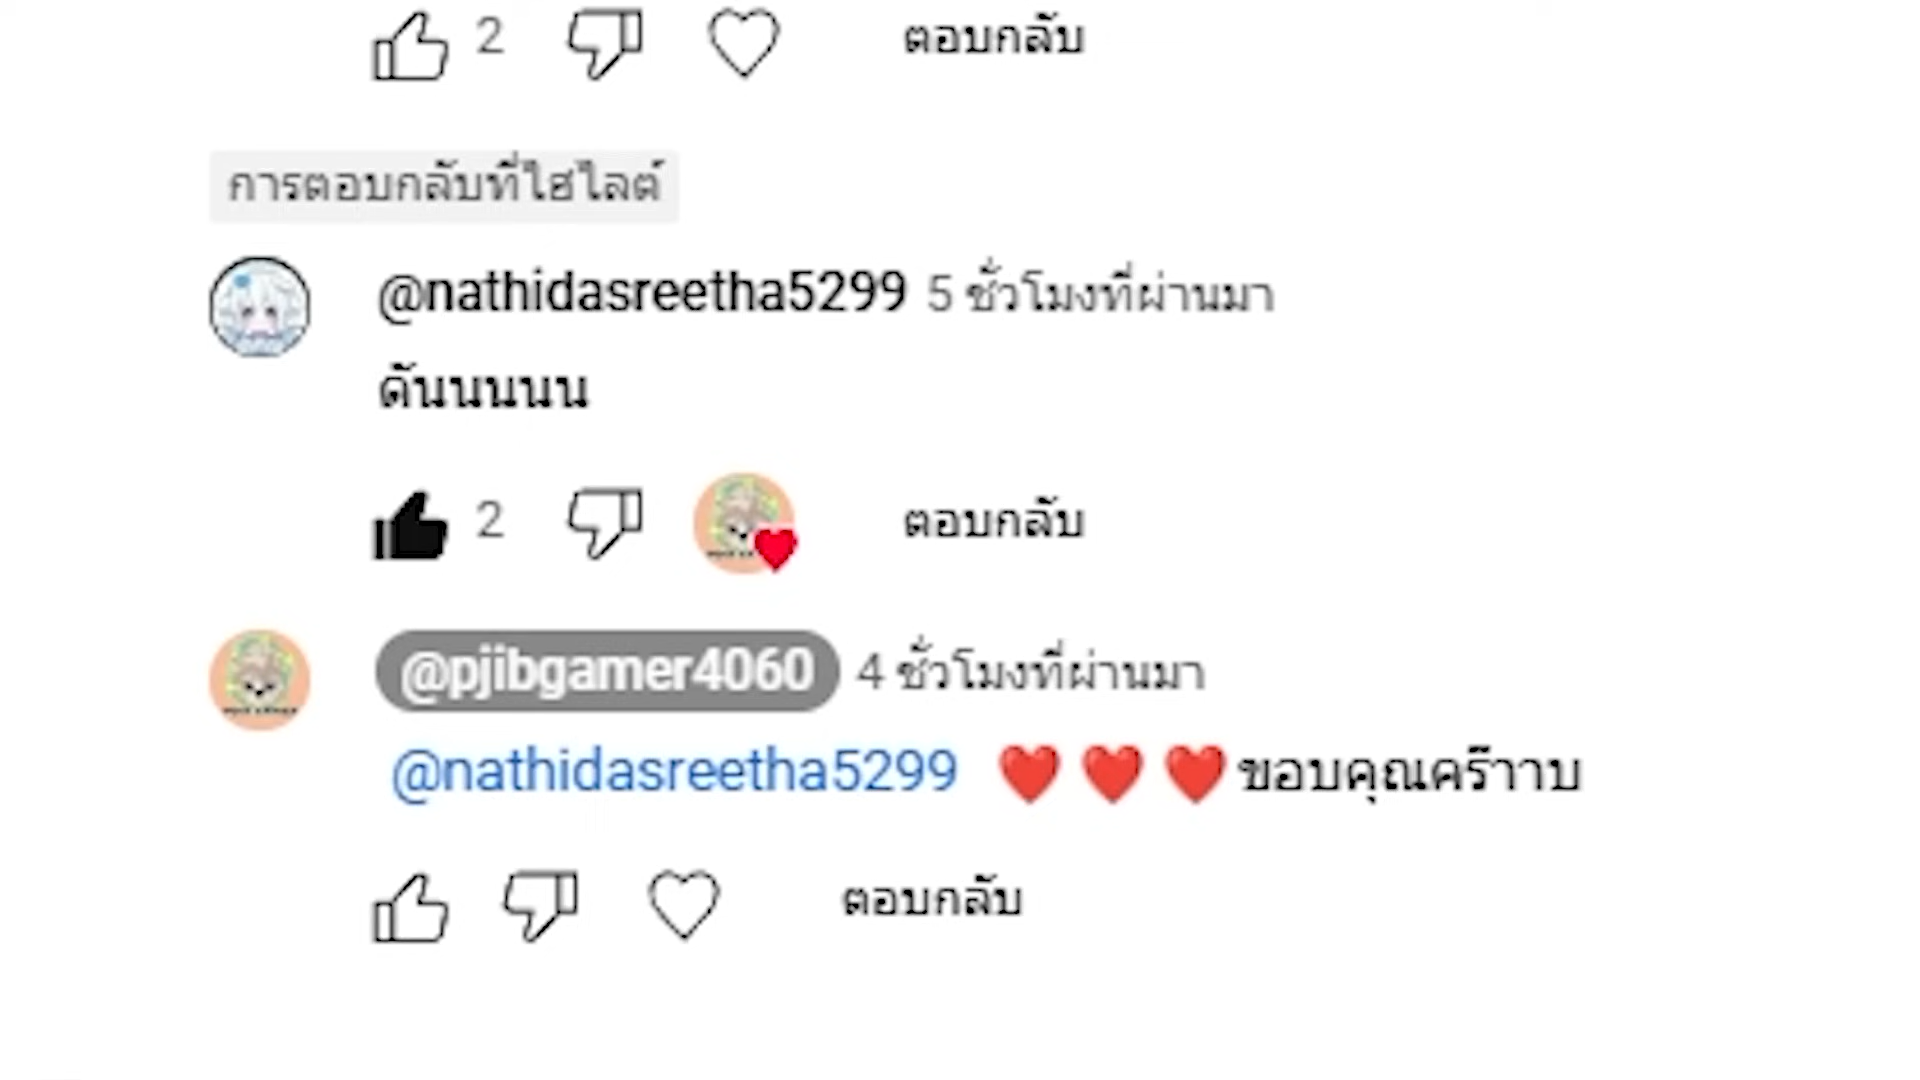 2 ตอบกลับ
การตอบกลับที่ไฮไลต์
@nathidasreetha5299 5 ชั่วโมงที่ผ่านมา
ดันนนนน
2 ตอบกลับ
@pjibgamer4060 4 ชั่วโมงที่ผ่านมา
@nathidasreetha5299 ❤️ ❤️ ❤️ ขอบคุณคร๊าาบ
ตอบกลับ